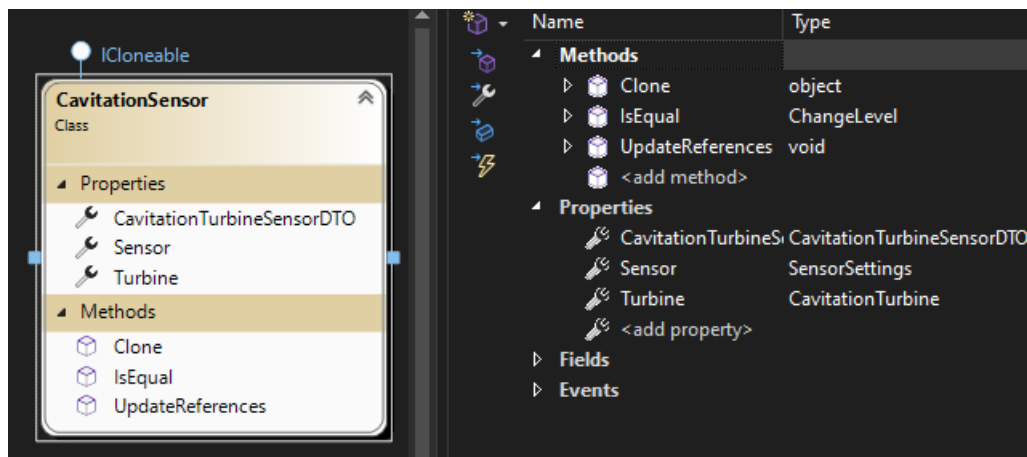 ICloneable
CavitationSensor
Class
Properties
CavitationTurbineSensorDTO
Sensor
Turbine
Methods
Clone
IsEqual
UpdateReferences
Name Type
Methods
Clone object
IsEqual ChangeLevel
UpdateReferences void
<add method>
Properties
CavitationTurbineS CavitationTurbineSensorDTO
Sensor SensorSettings
Turbine CavitationTurbine
<add property>
Fields
Events